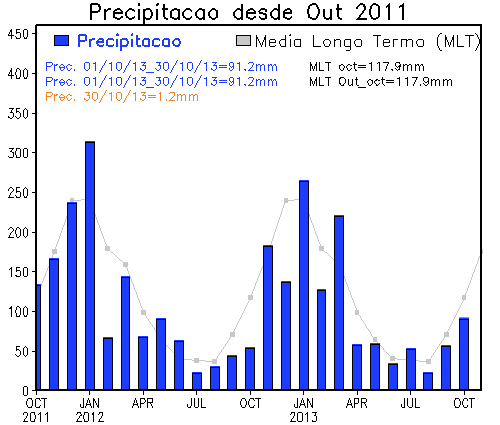 Precipitacao desde Out 2011
Precipitacao
Media Longo Termo (MLT)
Prec. 01/10/13_30/10/13=91.2mm
MLT oct=117.9mm
Prec. 01/10/13_30/10/13=91.2mm
MLT Out_oct=117.9mm
Prec. 30/10/13=1.2mm
450
400
350
300
250
200
150
100
50
0
OCT JAN APR JUL OCT JAN APR JUL OCT
2011 2012 2013